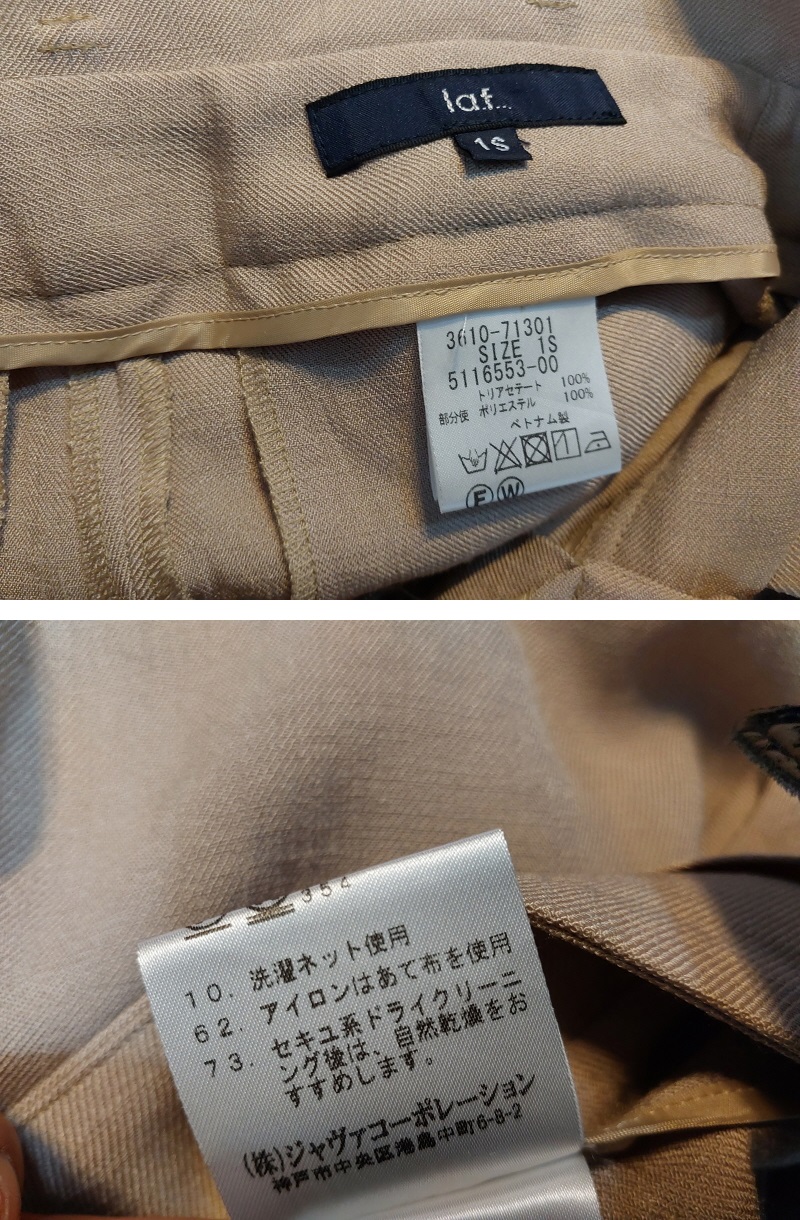 laf...
1S
3610-71301
SIZE 1S
5116553-00
トリアセテート 100%
部分使 ポリエステル 100%
ベトナム製
F W
354
10. 洗濯ネット使用
62. アイロンはあて布を使用
73. セキユ系ドライクリーニ
ング後は、自然乾燥をお
すすめします。
(株)ジャヴァコーポレーション
神戸市中央区港島中町6-8-2